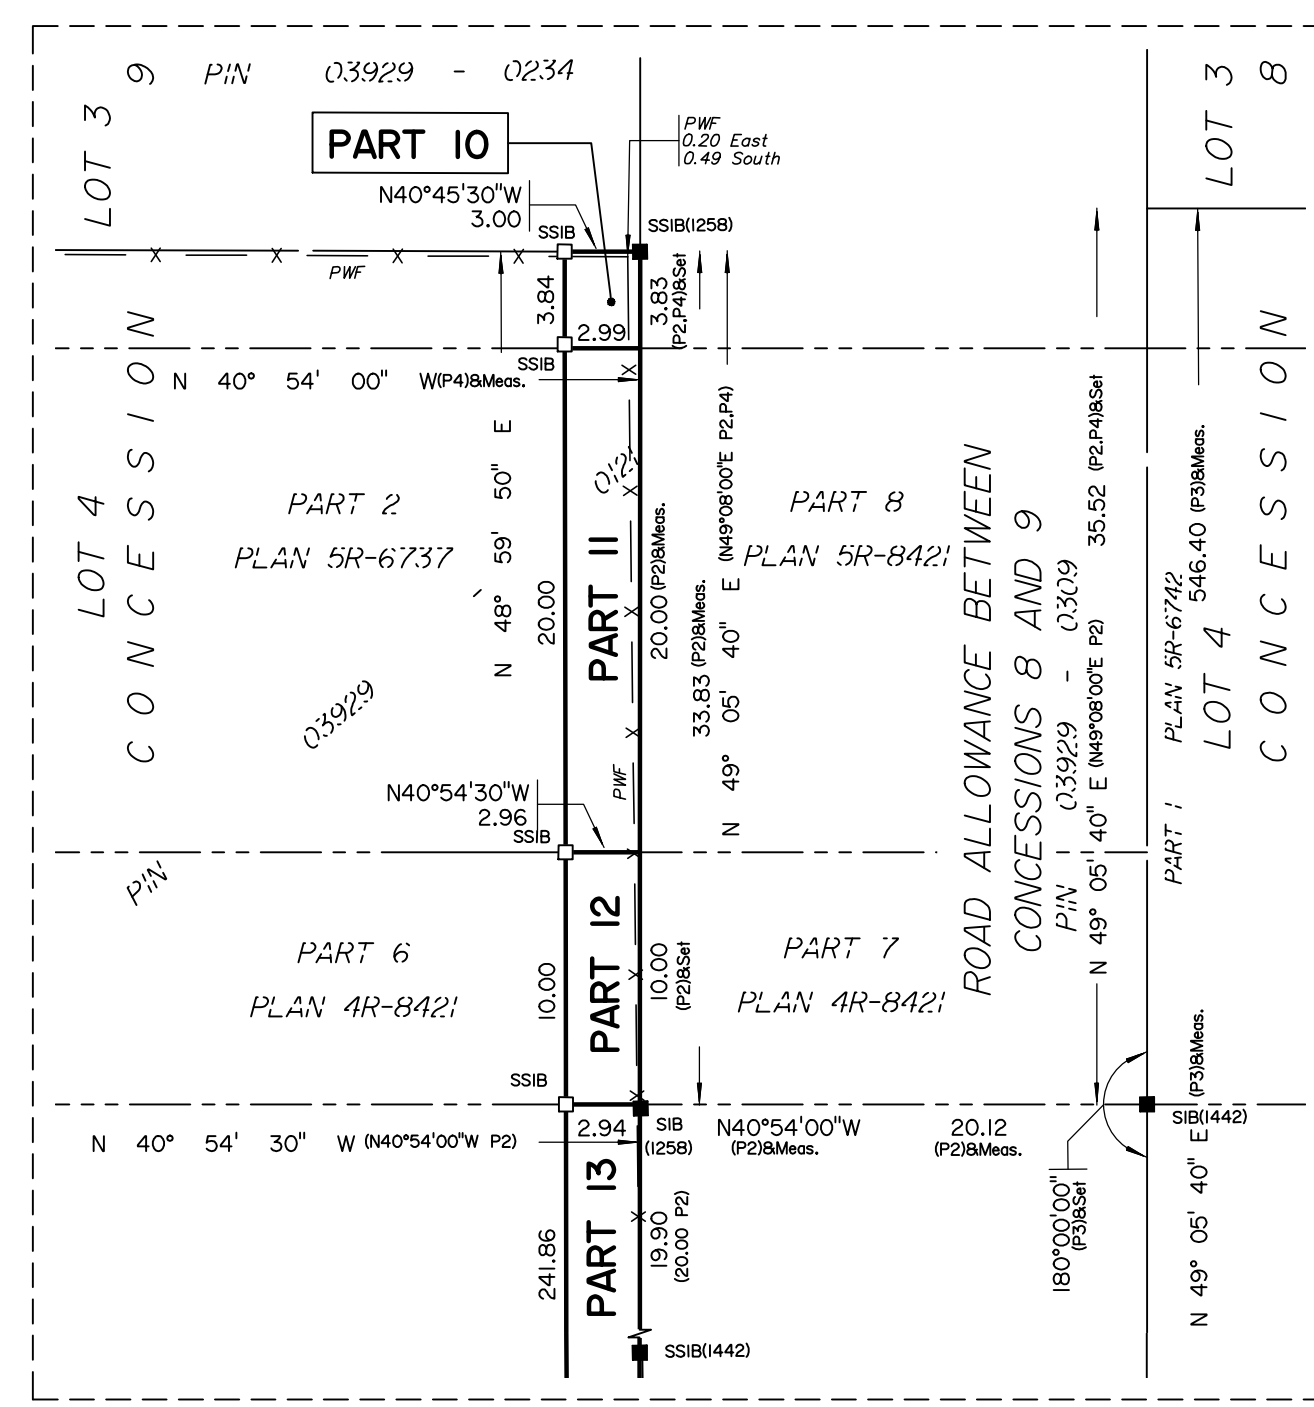 LOT 3
9
PIN 03929 - 0234
PART 10
PWF
0.20 East
0.49 South
N40°45'30"W
3.00
SSIB
SSIB(1258)
LOT 3
8
PWF
3.84
2.99
3.83
(P2,P4)&Set
SSIB
N 40° 54' 00" W(P4)&Meas.
LOT 4
CONCESSION
PART 2
PLAN 5R-6737
03929
0121
PIN
N 48° 59' 50" E
20.00
PART 11
20.00 (P2)&Meas.
33.83 (P2)&Meas.
N 49° 05' 40" E (N49°08'00"E P2,P4)
PART 8
PLAN 5R-8421
ROAD ALLOWANCE BETWEEN
CONCESSIONS 8 AND 9
PIN 03929 - 0309
N 49° 05' 40" E (N49°08'00"E P2) 35.52 (P2,P4)&Set
PART 1 PLAN 5R-6742
546.40 (P3)&Meas.
LOT 4
CONCESSION
PWF
N40°54'30"W
2.96
SSIB
PART 6
PLAN 4R-8421
10.00
PART 12
10.00
(P2)&Set
PART 7
PLAN 4R-8421
SSIB
N 40° 54' 30" W (N40°54'00"W P2)
2.94
SIB
(1258)
N40°54'00"W
(P2)&Meas.
20.12
(P2)&Meas.
SIB(1442)
180°00'00"
(P3)&Set
N 49° 05' 40" E (P3)&Meas.
241.86
PART 13
19.90
(20.00 P2)
SSIB(1442)